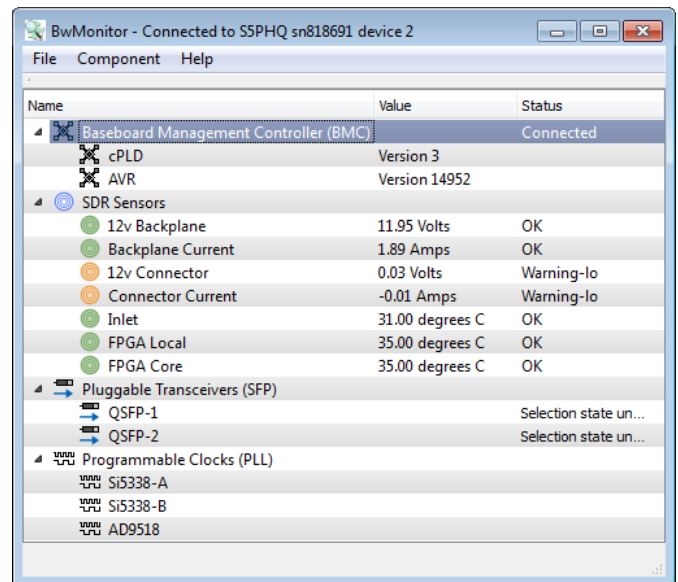 BwMonitor - Connected to S5PHQ sn818691 device 2
File Component Help
Name Value Status
Baseboard Management Controller (BMC) Connected
cPLD Version 3
AVR Version 14952
SDR Sensors
12v Backplane 11.95 Volts OK
Backplane Current 1.89 Amps OK
12v Connector 0.03 Volts Warning-lo
Connector Current -0.01 Amps Warning-lo
Inlet 31.00 degrees C OK
FPGA Local 35.00 degrees C OK
FPGA Core 35.00 degrees C OK
Pluggable Transceivers (SFP)
QSFP-1 Selection state un...
QSFP-2 Selection state un...
Programmable Clocks (PLL)
Si5338-A
Si5338-B
AD9518